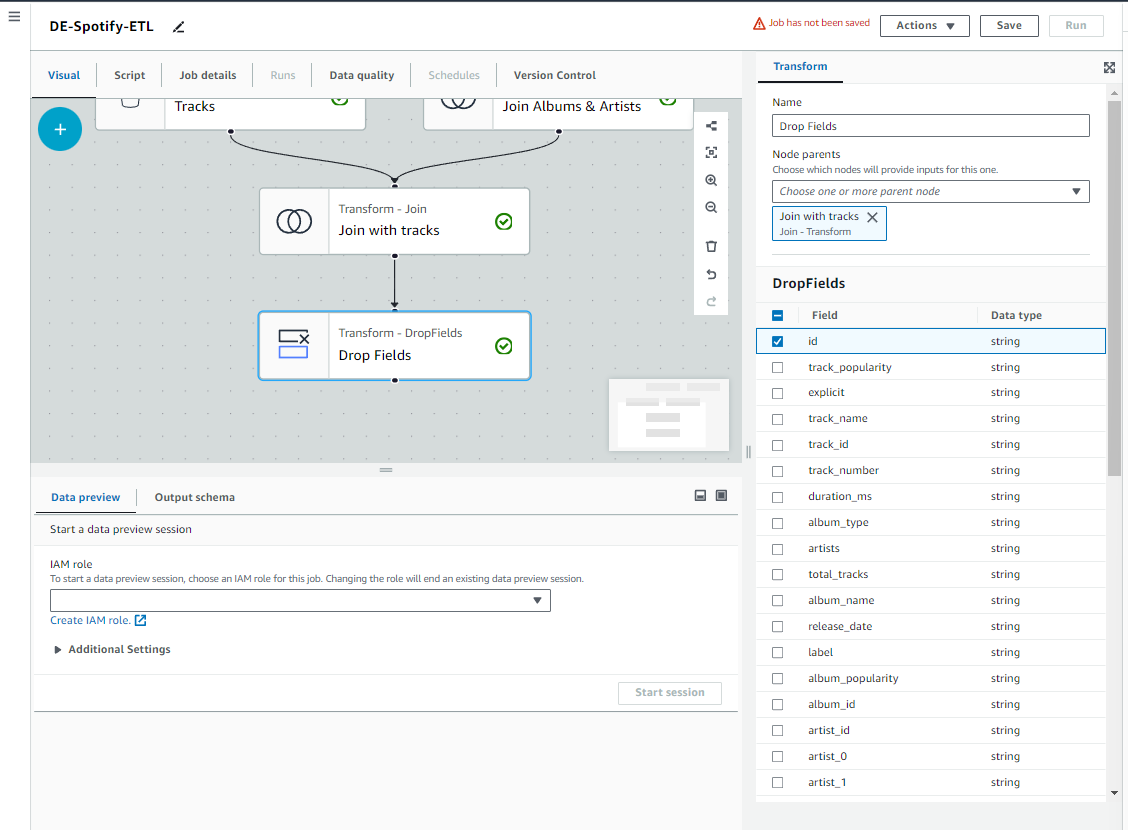 DE-Spotify-ETL
Job has not been saved
Actions
Save
Run
Visual
Script
Job details
Runs
Data quality
Schedules
Version Control
Tracks
Join Albums & Artists
Transform - Join
Join with tracks
Transform - DropFields
Drop Fields
Data preview
Output schema
Start a data preview session
IAM role
To start a data preview session, choose an IAM role for this job. Changing the role will end an existing data preview session.
Create IAM role.
Additional Settings
Start session
Transform
Name
Drop Fields
Node parents
Choose which nodes will provide inputs for this one.
Choose one or more parent node
Join with tracks
Join - Transform
DropFields
Field Data type
id string
track_popularity string
explicit string
track_name string
track_id string
track_number string
duration_ms string
album_type string
artists string
total_tracks string
album_name string
release_date string
label string
album_popularity string
album_id string
artist_id string
artist_0 string
artist_1 string